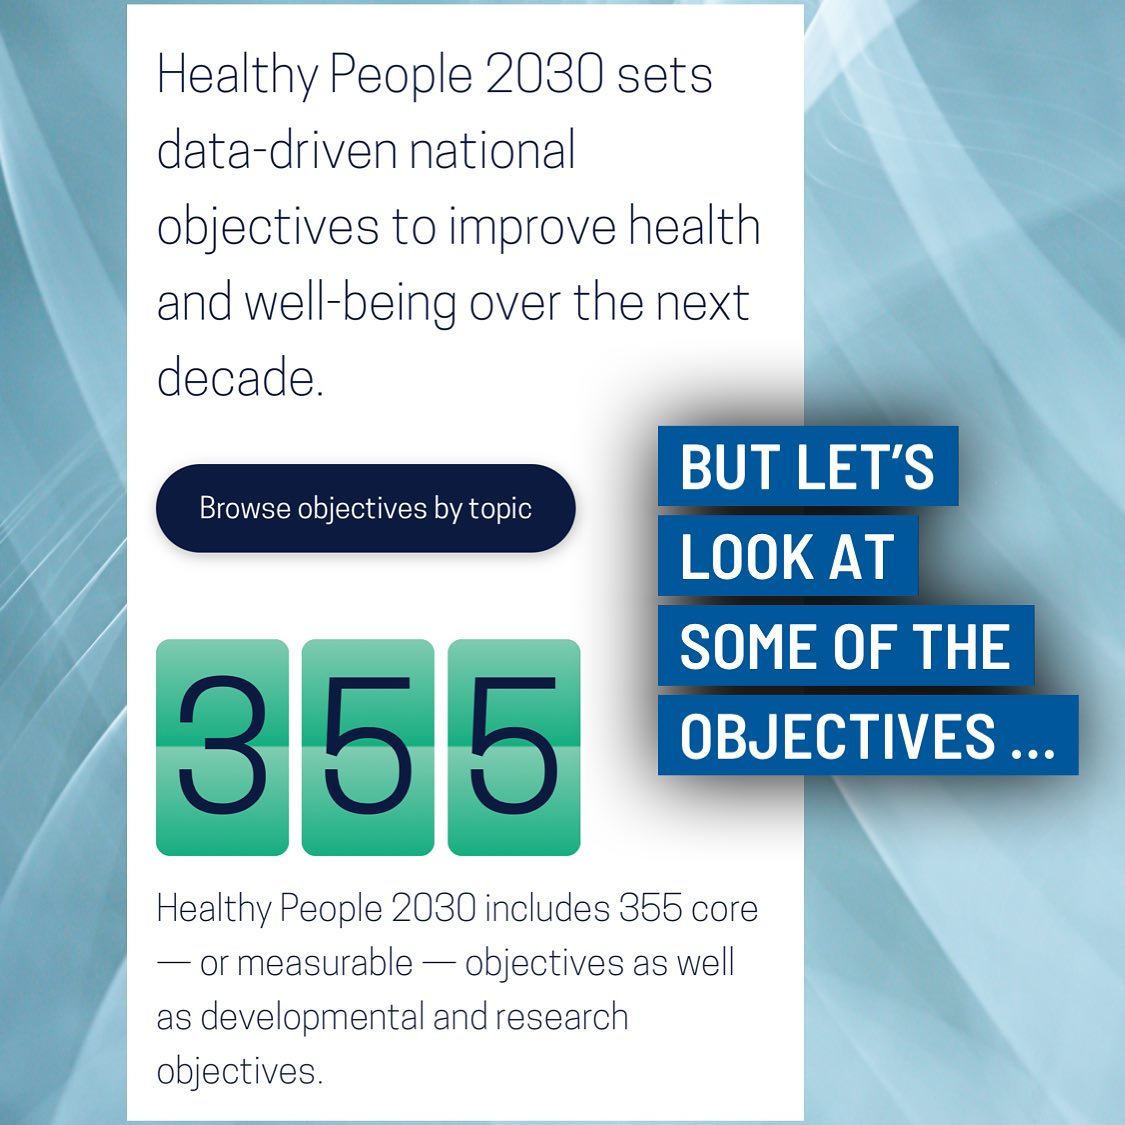 Healthy People 2030 sets
data-driven national
objectives to improve health
and well-being over the next
decade.
Browse objectives by topic
BUT LET'S
LOOK AT
SOME OF THE
OBJECTIVES ...
355
Healthy People 2030 includes 355 core
— or measurable — objectives as well
as developmental and research
objectives.